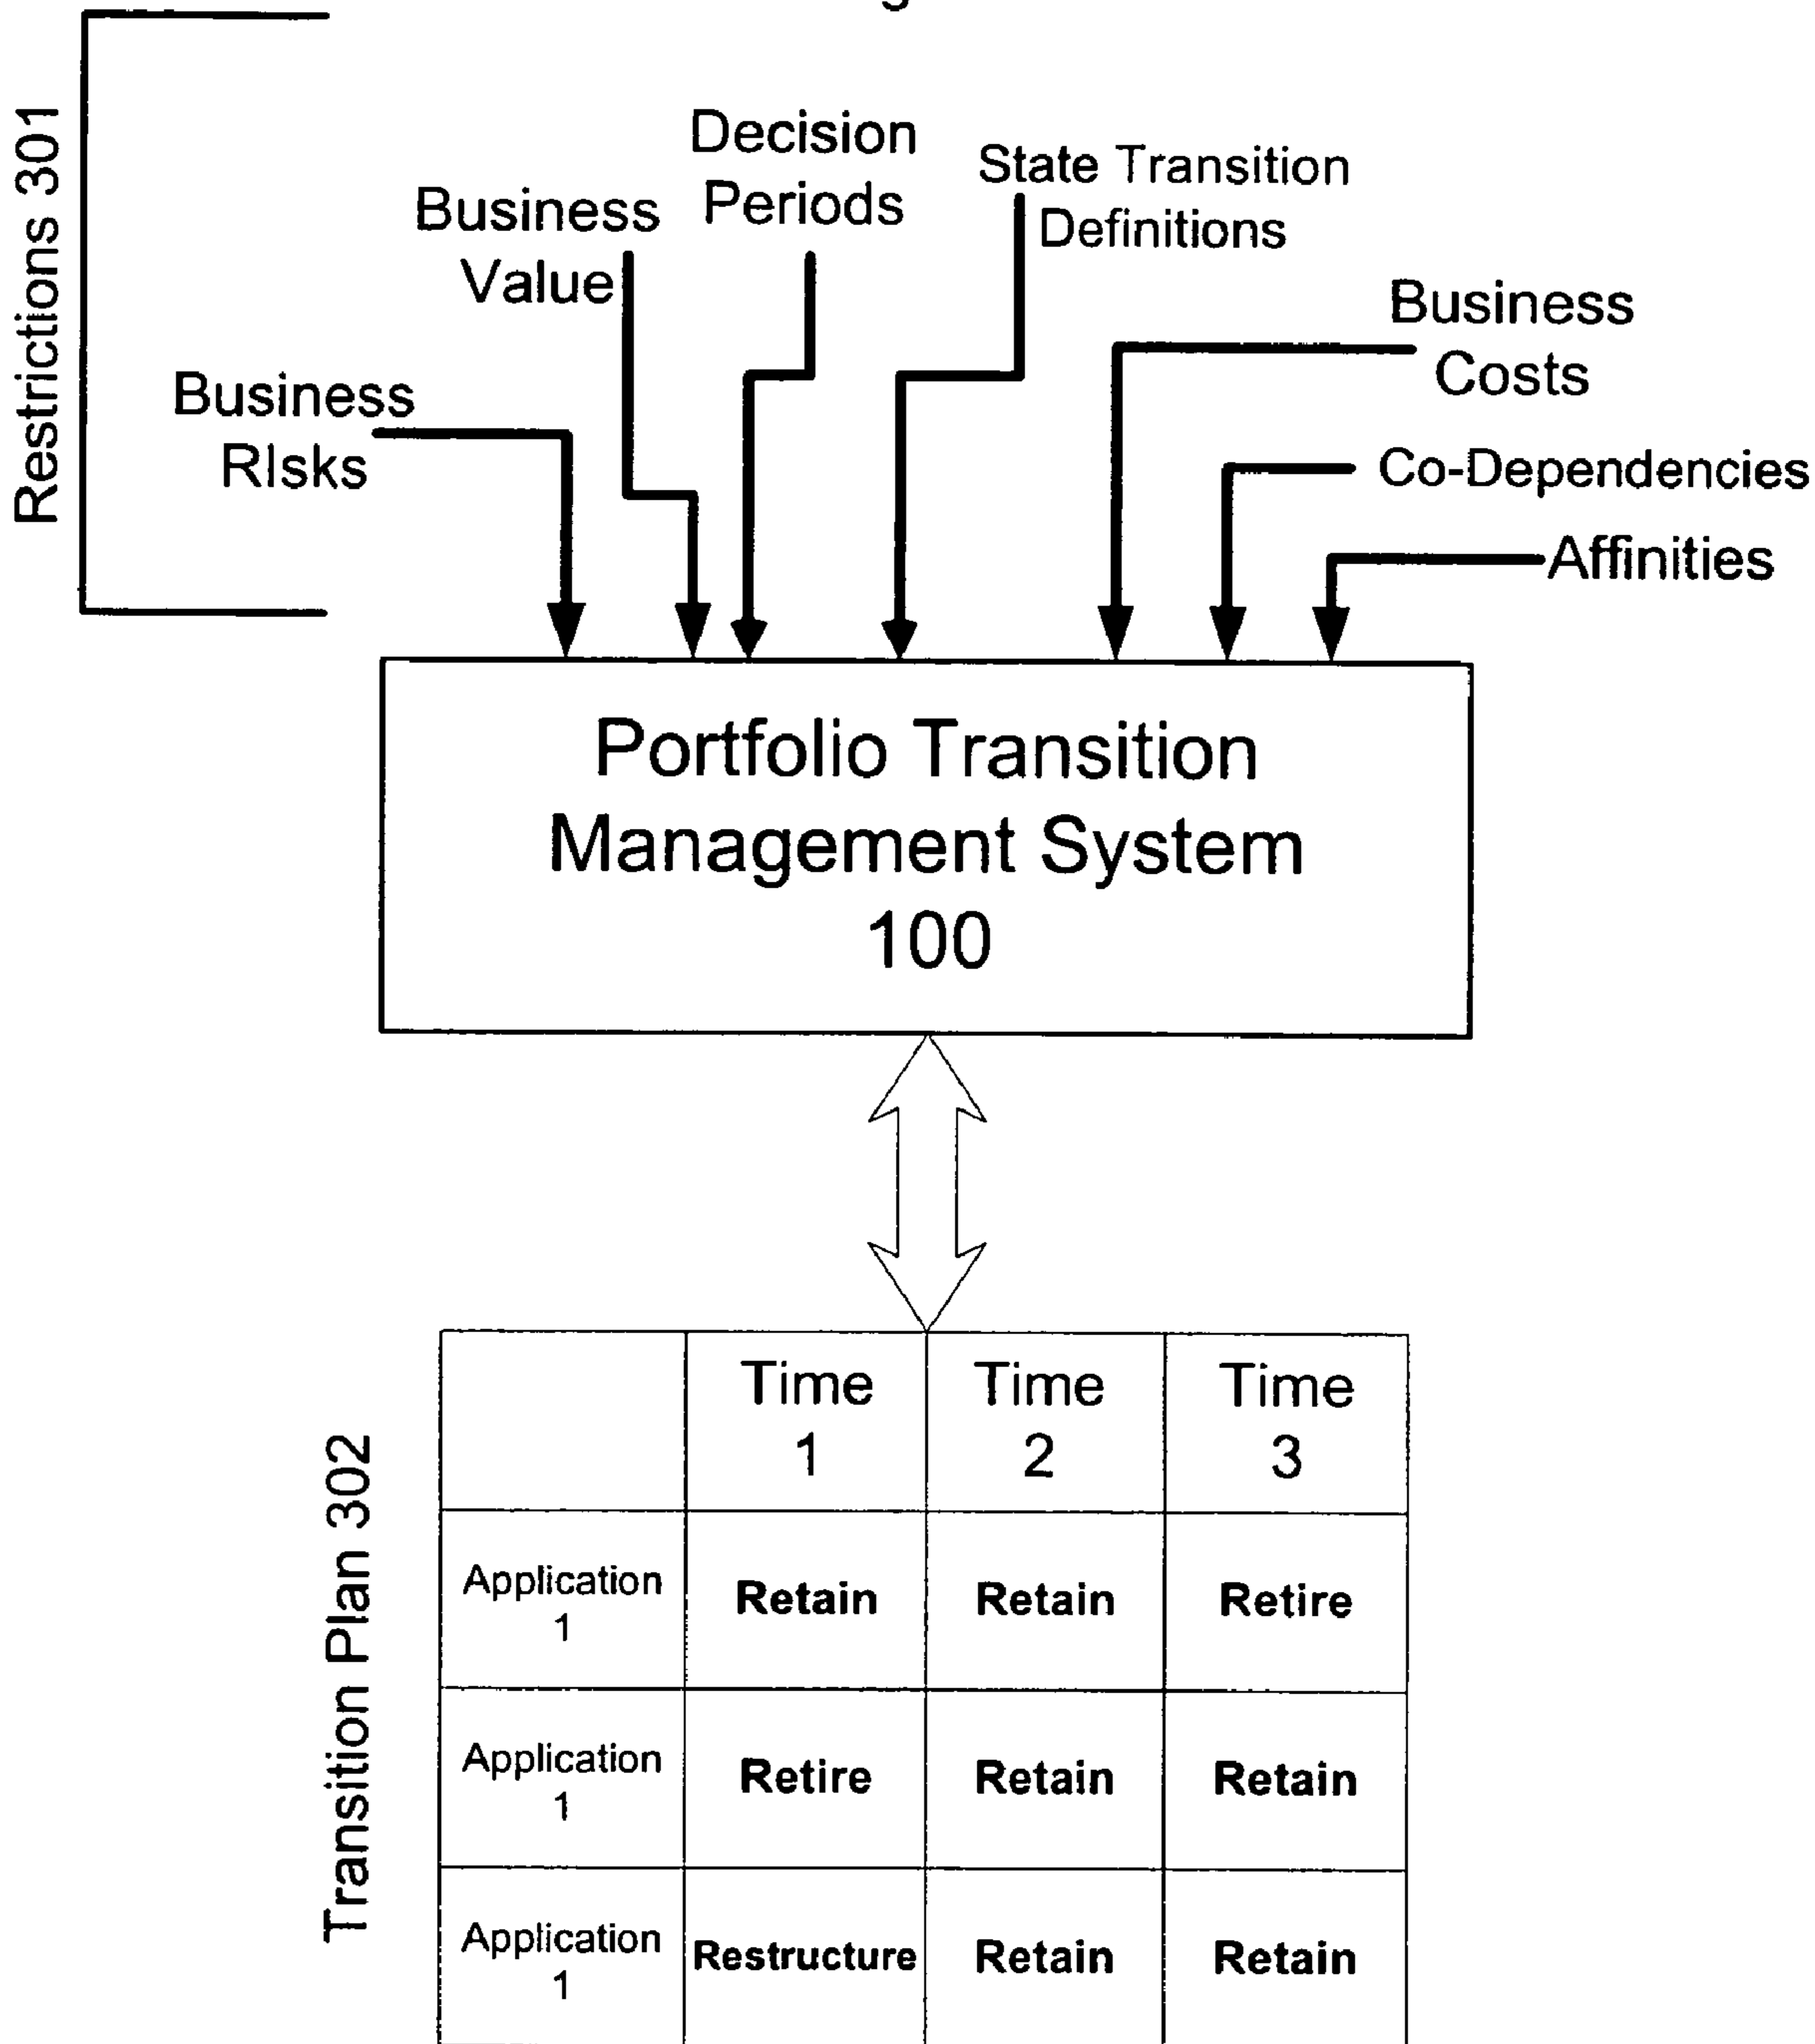 Restrictions 301
Decision
Periods
State Transition
Definitions
Business
Value
Business
Costs
Business
RIsks
Co-Dependencies
Affinities
Portfolio Transition
Management System
100
Transition Plan 302
Time
1
Time
2
Time
3
Application
1
Retain
Retain
Retire
Application
1
Retire
Retain
Retain
Application
1
Restructure
Retain
Retain